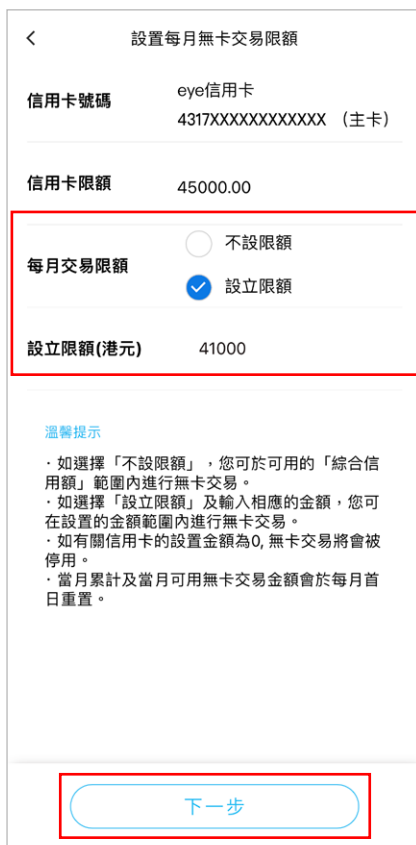 設置每月無卡交易限額
信用卡號碼
eye信用卡
4317XXXXXXXXXXXX （主卡）
信用卡限額
45000.00
每月交易限額
不設限額
設立限額
設立限額(港元)
41000
溫馨提示
·如選擇「不設限額」，您可於可用的「綜合信
用額」範圍內進行無卡交易。
·如選擇「設立限額」及輸入相應的金額，您可
在設置的金額範圍內進行無卡交易。
·如有關信用卡的設置金額為0, 無卡交易將會被
停用。
·當月累計及當月可用無卡交易金額會於每月首
日重置。
下一步